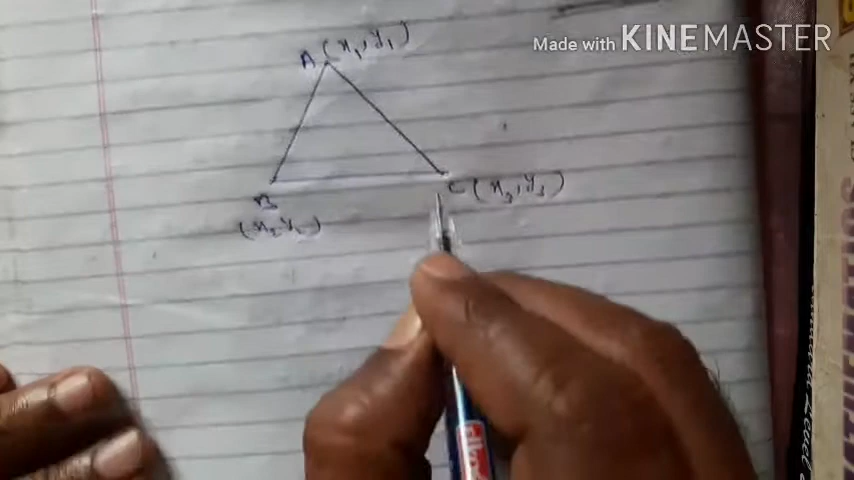 Made with KINEMASTER
A (x₁, y₁)
B
C (x₃, y₃)
(x₂ y₂)